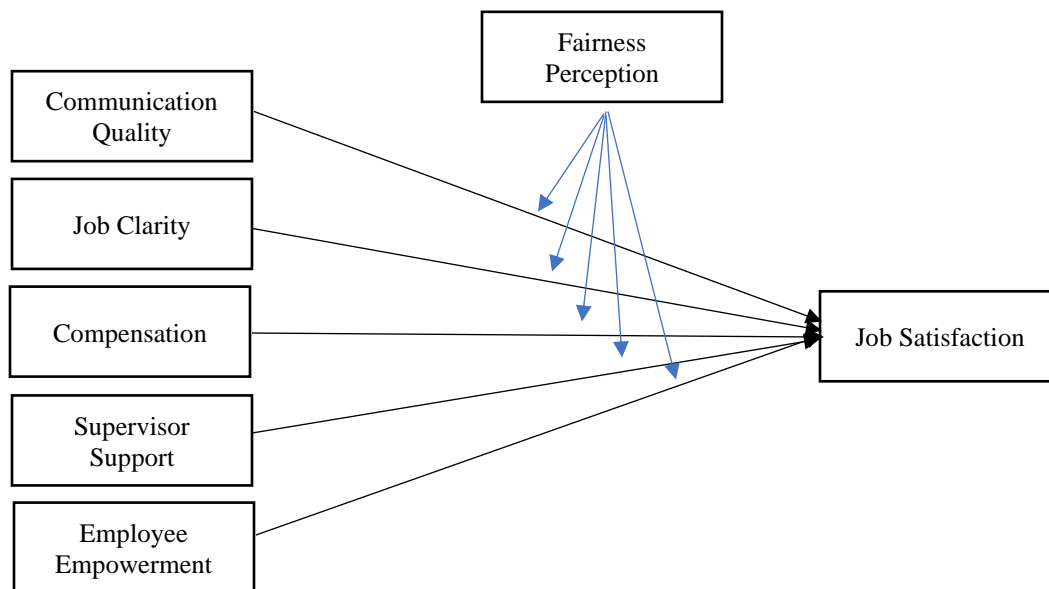 Fairness
Perception
Communication
Quality
Job Clarity
Compensation
Job Satisfaction
Supervisor
Support
Employee
Empowerment